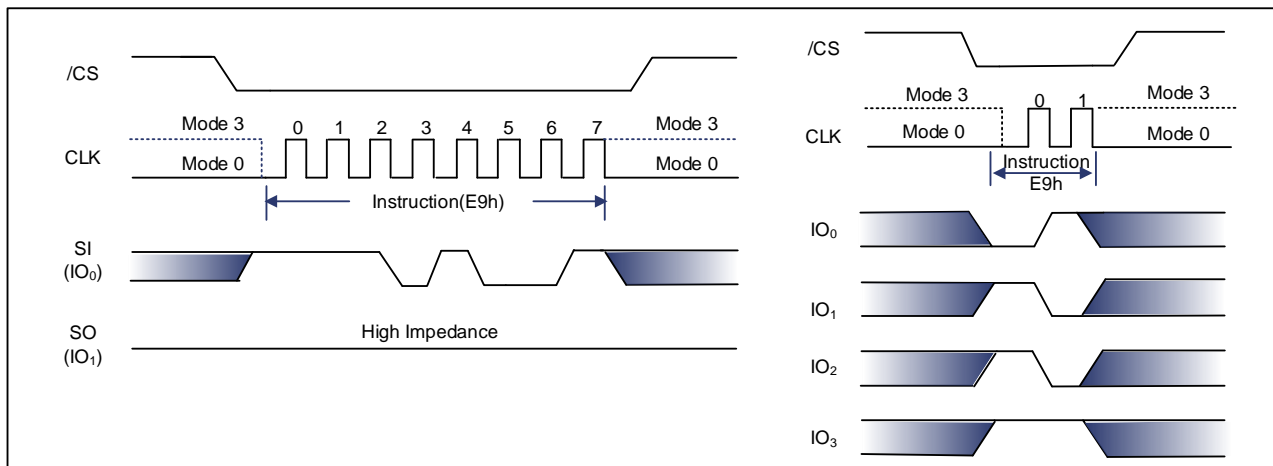 /CS
Mode 3 0 1 2 3 4 5 6 7 Mode 3
CLK
Mode 0 Mode 0
Instruction(E9h)
SI
(IO0)
High Impedance
SO
(IO1)
/CS
Mode 3 0 1 Mode 3
CLK
Mode 0 Mode 0
Instruction
E9h
IO0
IO1
IO2
IO3